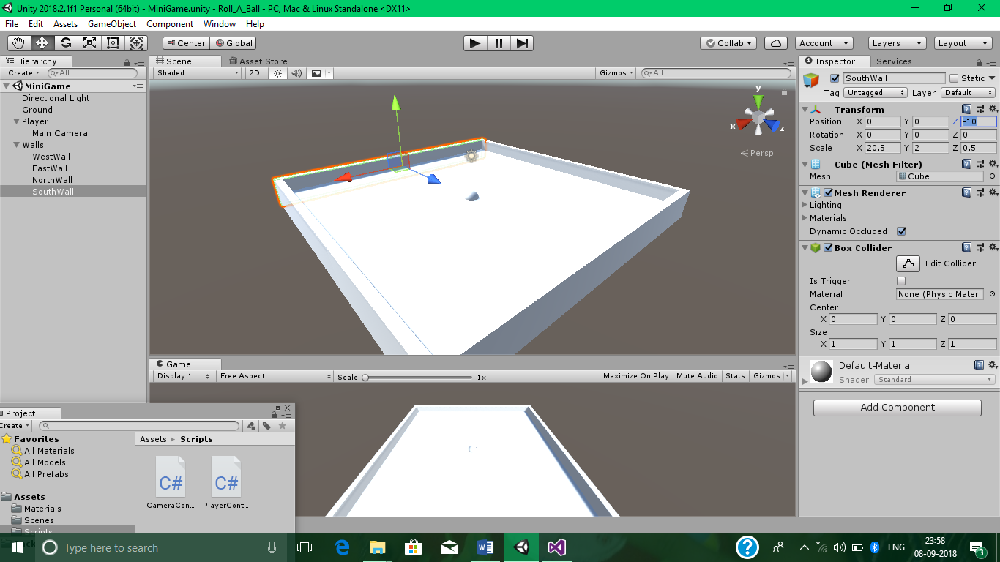 Unity 2018.2.1f1 Personal (64bit) - MiniGame.unity - Roll_A_Ball - PC, Mac & Linux Standalone <DX11>
File Edit Assets GameObject Component Window Help
Center Global Collab Account Layers Layout
Hierarchy
Create All
MiniGame
Directional Light
Ground
Player
Main Camera
Walls
WestWall
EastWall
NorthWall
SouthWall
Scene Asset Store
Shaded 2D Gizmos All
y
x z
Persp
Game
Display 1 Free Aspect Scale 1x Maximize On Play Mute Audio Stats Gizmos
Inspector Services
SouthWall Static
Tag Untagged Layer Default
Transform
Position X 0 Y 0 Z -10
Rotation X 0 Y 0 Z 0
Scale X 20.5 Y 2 Z 0.5
Cube (Mesh Filter)
Mesh Cube
Mesh Renderer
Lighting
Materials
Dynamic Occluded
Box Collider
Edit Collider
Is Trigger
Material None (Physic Materia
Center
X 0 Y 0 Z 0
Size
X 1 Y 1 Z 1
Default-Material
Shader Standard
Add Component
Project
Create
Favorites
All Materials
All Models
All Prefabs
Assets
Materials
Scenes
Scripts
Assets Scripts
C# C#
CameraCon... PlayerCont...
Type here to search
W
ENG
23:58
08-09-2018
3